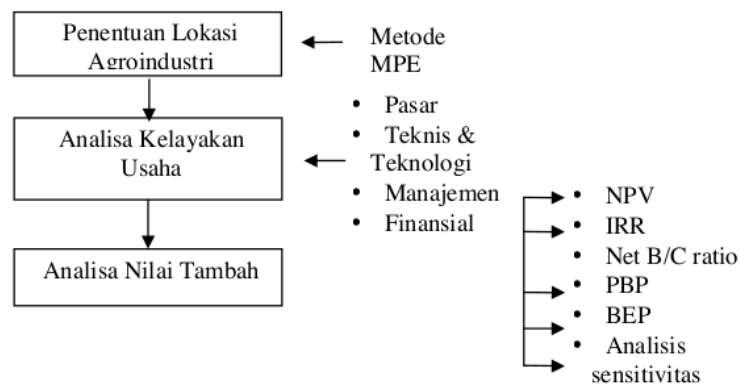 Penentuan Lokasi
Agroindustri
Metode
MPE
Analisa Kelayakan
Usaha
• Pasar
• Teknis &
Teknologi
• Manajemen
• Finansial
Analisa Nilai Tambah
• NPV
• IRR
• Net B/C ratio
• PBP
• BEP
• Analisis
sensitivitas